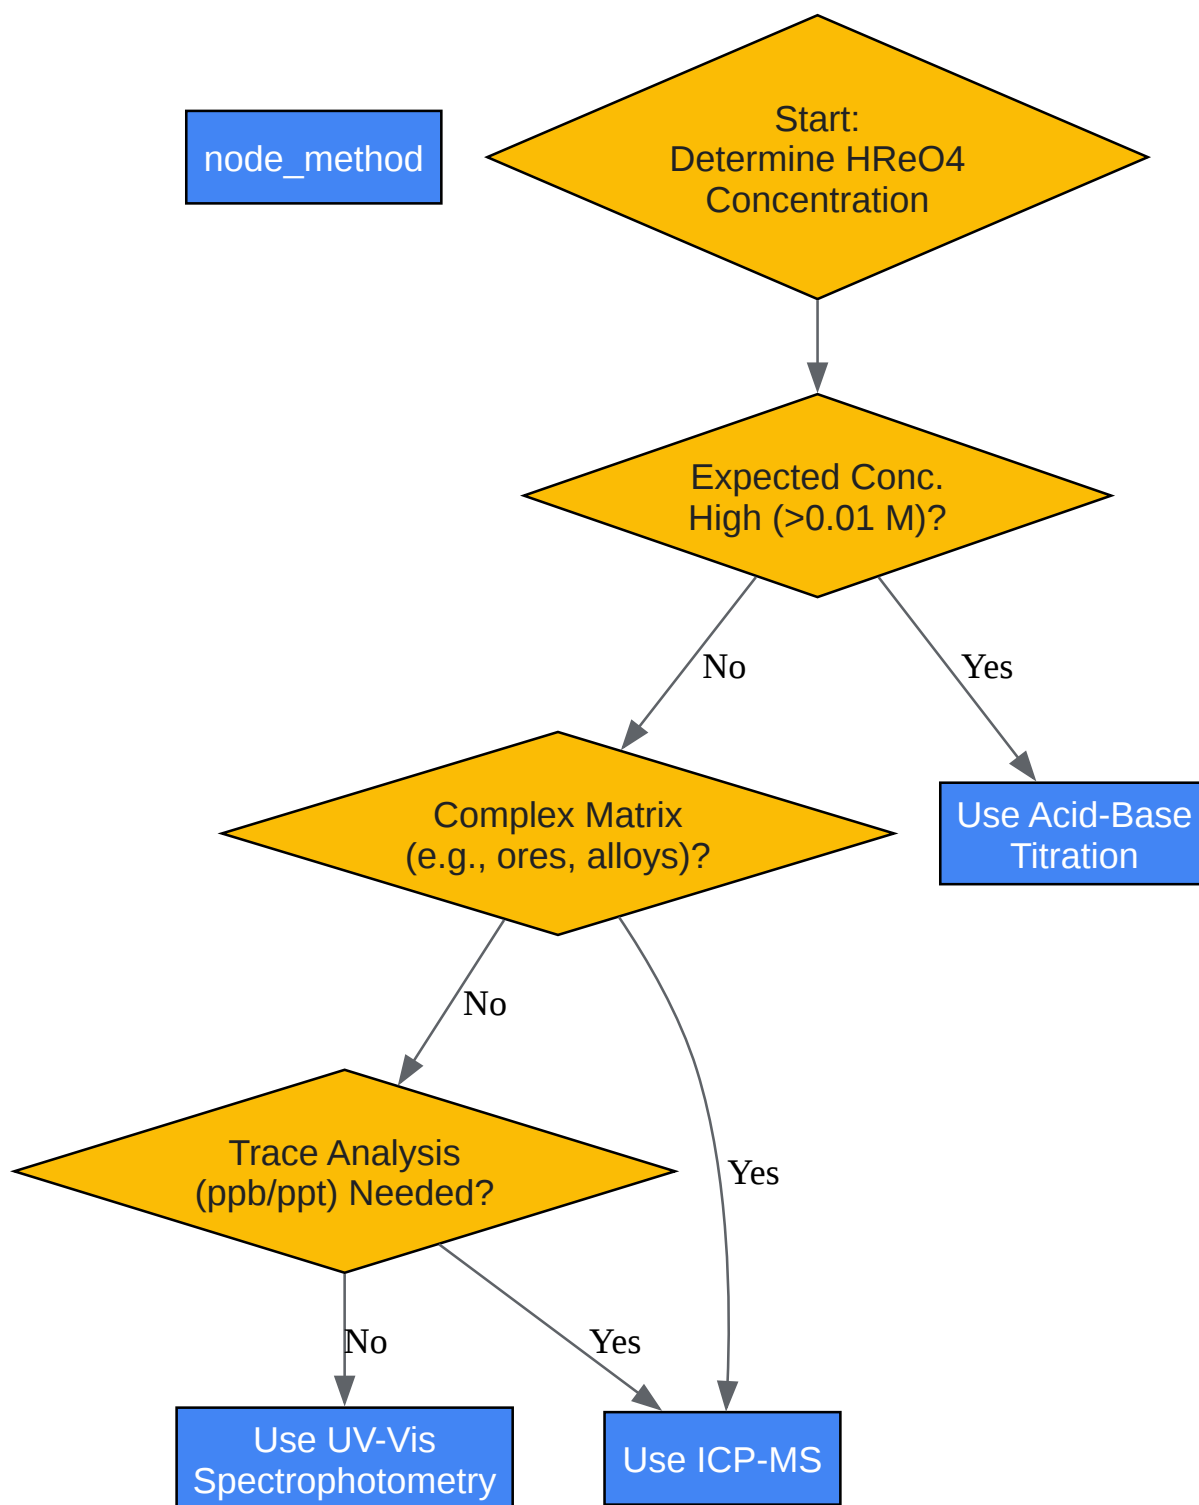 node_method
Start:
Determine HReO4
Concentration
Expected Conc.
High (>0.01 M)?
No
Yes
Complex Matrix
(e.g., ores, alloys)?
Use Acid-Base
Titration
No
Yes
Trace Analysis
(ppb/ppt) Needed?
No
Yes
Use UV-Vis
Spectrophotometry
Use ICP-MS